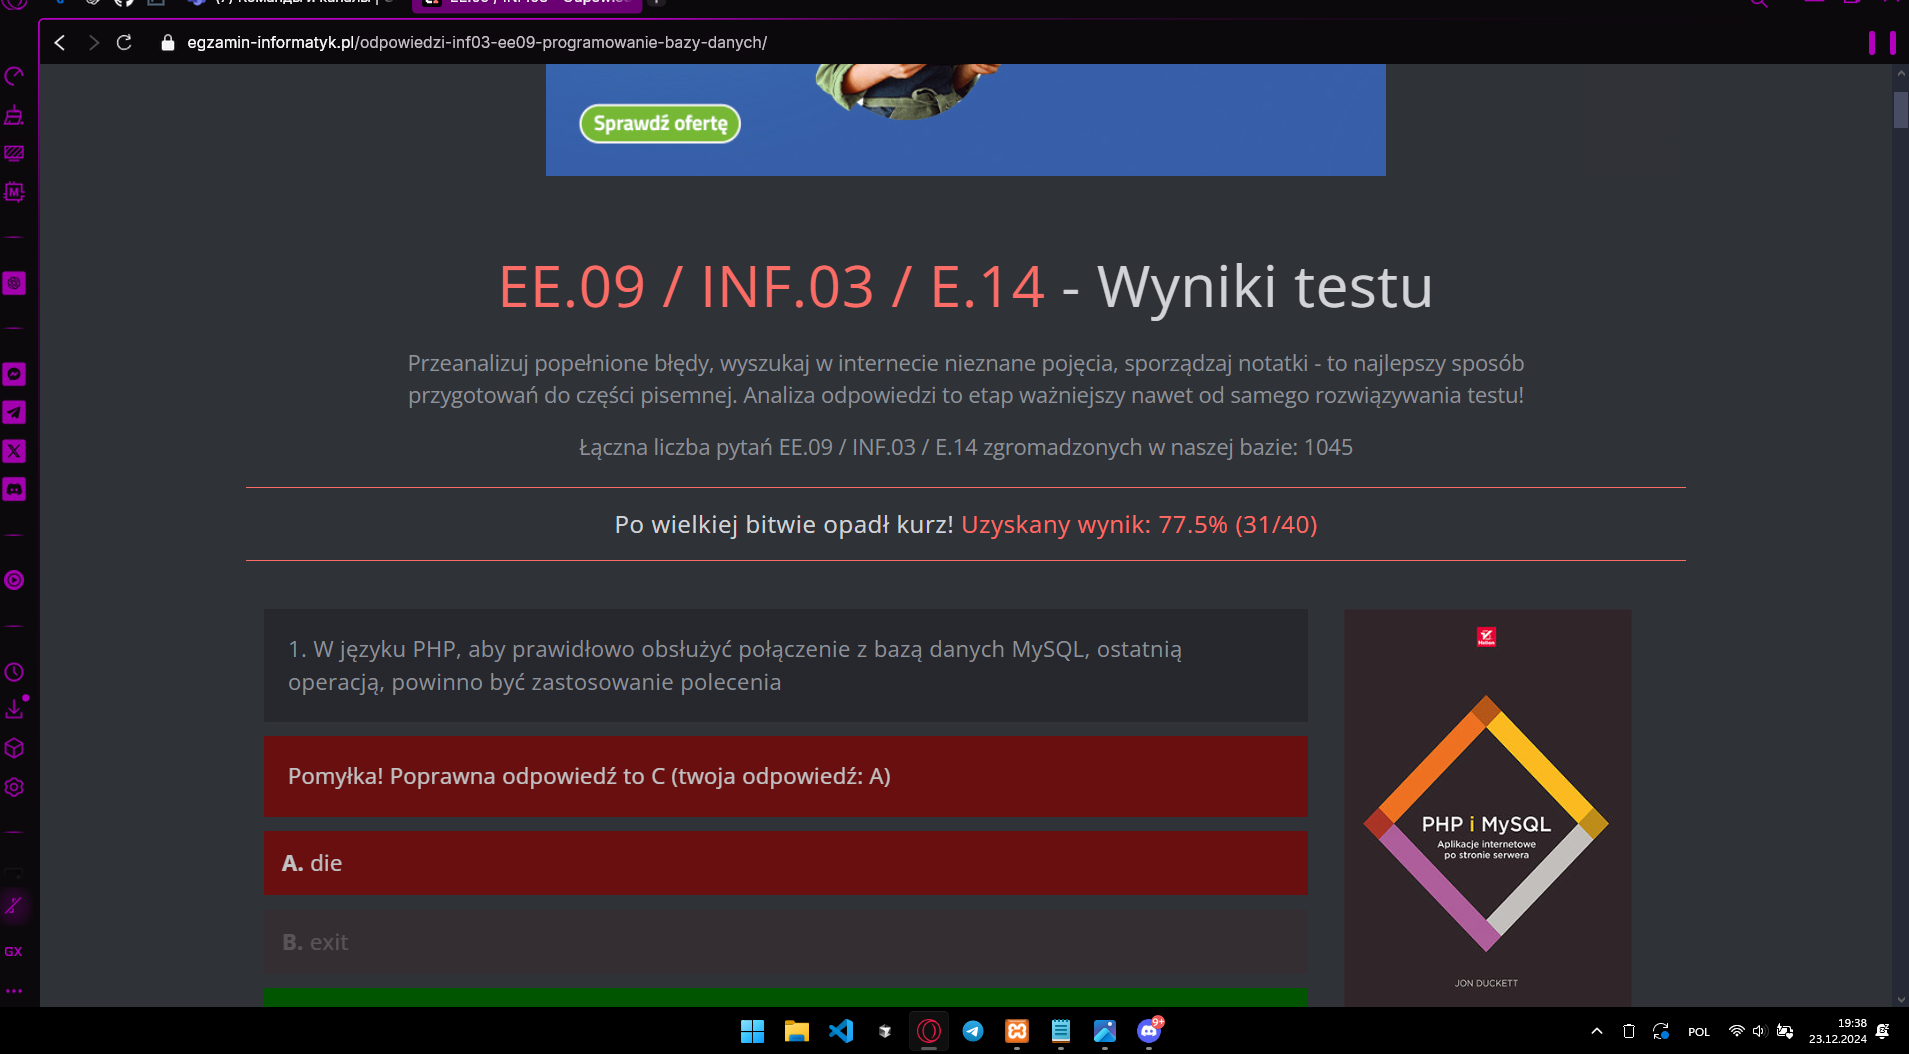 egzamin-informatyk.pl/odpowiedzi-inf03-ee09-programowanie-bazy-danych/
Sprawdź ofertę
EE.09 / INF.03 / E.14 - Wyniki testu
Przeanalizuj popełnione błędy, wyszukaj w internecie nieznane pojęcia, sporządzaj notatki - to najlepszy sposób
przygotowań do części pisemnej. Analiza odpowiedzi to etap ważniejszy nawet od samego rozwiązywania testu!
Łączna liczba pytań EE.09 / INF.03 / E.14 zgromadzonych w naszej bazie: 1045
Po wielkiej bitwie opadł kurz! Uzyskany wynik: 77.5% (31/40)
1. W języku PHP, aby prawidłowo obsłużyć połączenie z bazą danych MySQL, ostatnią
operacją, powinno być zastosowanie polecenia
Pomyłka! Poprawna odpowiedź to C (twoja odpowiedź: A)
A. die
B. exit
Helion
PHP i MySQL
Aplikacje internetowe
po stronie serwera
JON DUCKETT
GX
9+
POL
19:38
23.12.2024